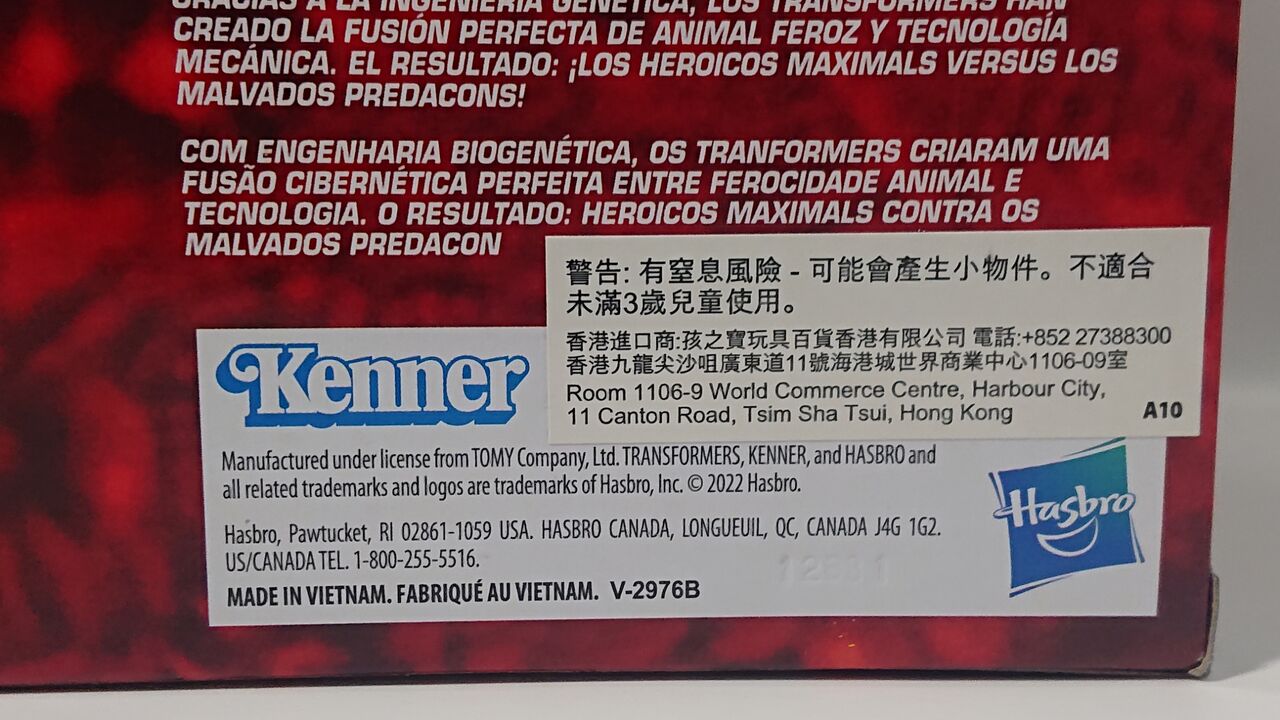 GRACIAS A LA INGENIERÍA GENÉTICA, LOS TRANSFORMERS HAN
CREADO LA FUSIÓN PERFECTA DE ANIMAL FEROZ Y TECNOLOGÍA
MECÁNICA. EL RESULTADO: ¡LOS HEROICOS MAXIMALS VERSUS LOS
MALVADOS PREDACONS!
COM ENGENHARIA BIOGENÉTICA, OS TRANFORMERS CRIARAM UMA
FUSÃO CIBERNÉTICA PERFEITA ENTRE FEROCIDADE ANIMAL E
TECNOLOGIA. O RESULTADO: HEROICOS MAXIMALS CONTRA OS
MALVADOS PREDACON
警告: 有窒息風險 - 可能會產生小物件。不適合
未滿3歲兒童使用。
香港進口商:孩之寶玩具百貨香港有限公司 電話:+852 27388300
香港九龍尖沙咀廣東道11號海港城世界商業中心1106-09室
Room 1106-9 World Commerce Centre, Harbour City,
11 Canton Road, Tsim Sha Tsui, Hong Kong
A10
Kenner
Manufactured under license from TOMY Company, Ltd. TRANSFORMERS, KENNER, and HASBRO and
all related trademarks and logos are trademarks of Hasbro, Inc. © 2022 Hasbro.
Hasbro
Hasbro, Pawtucket, RI 02861-1059 USA. HASBRO CANADA, LONGUEUIL, QC, CANADA J4G 1G2.
US/CANADA TEL. 1-800-255-5516.
MADE IN VIETNAM. FABRIQUÉ AU VIETNAM. V-2976B